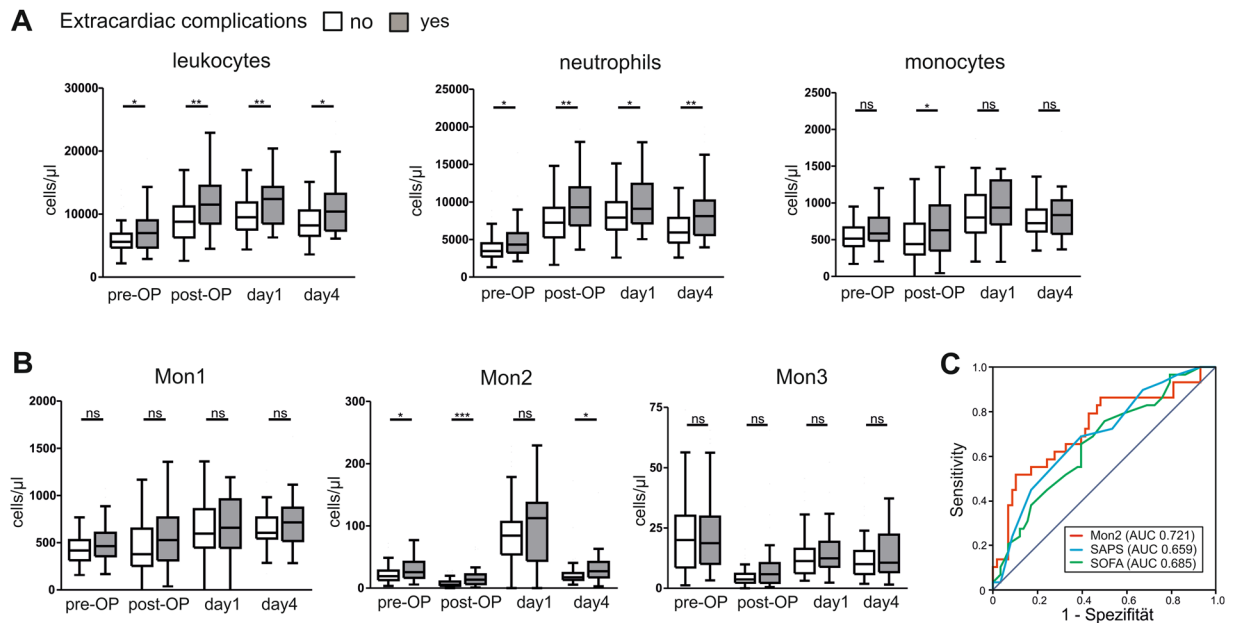 A Extracardiac complications no yes
leukocytes
* ** ** *
30000
20000
10000
0
cells/µl
pre-OP post-OP day1 day4
neutrophils
* ** * **
25000
20000
15000
10000
5000
0
cells/µl
pre-OP post-OP day1 day4
monocytes
ns * ns ns
2500
2000
1500
1000
500
0
cells/µl
pre-OP post-OP day1 day4
B
Mon1
ns ns ns ns
2000
1500
1000
500
0
cells/µl
pre-OP post-OP day1 day4
Mon2
* *** ns *
300
200
100
0
cells/µl
pre-OP post-OP day1 day4
Mon3
ns ns ns ns
75
50
25
0
cells/µl
pre-OP post-OP day1 day4
C
1.0
0.8
0.6
0.4
0.2
0
Sensitivity
Mon2 (AUC 0.721)
SAPS (AUC 0.659)
SOFA (AUC 0.685)
0 0.2 0.4 0.6 0.8 1.0
1 - Spezifität